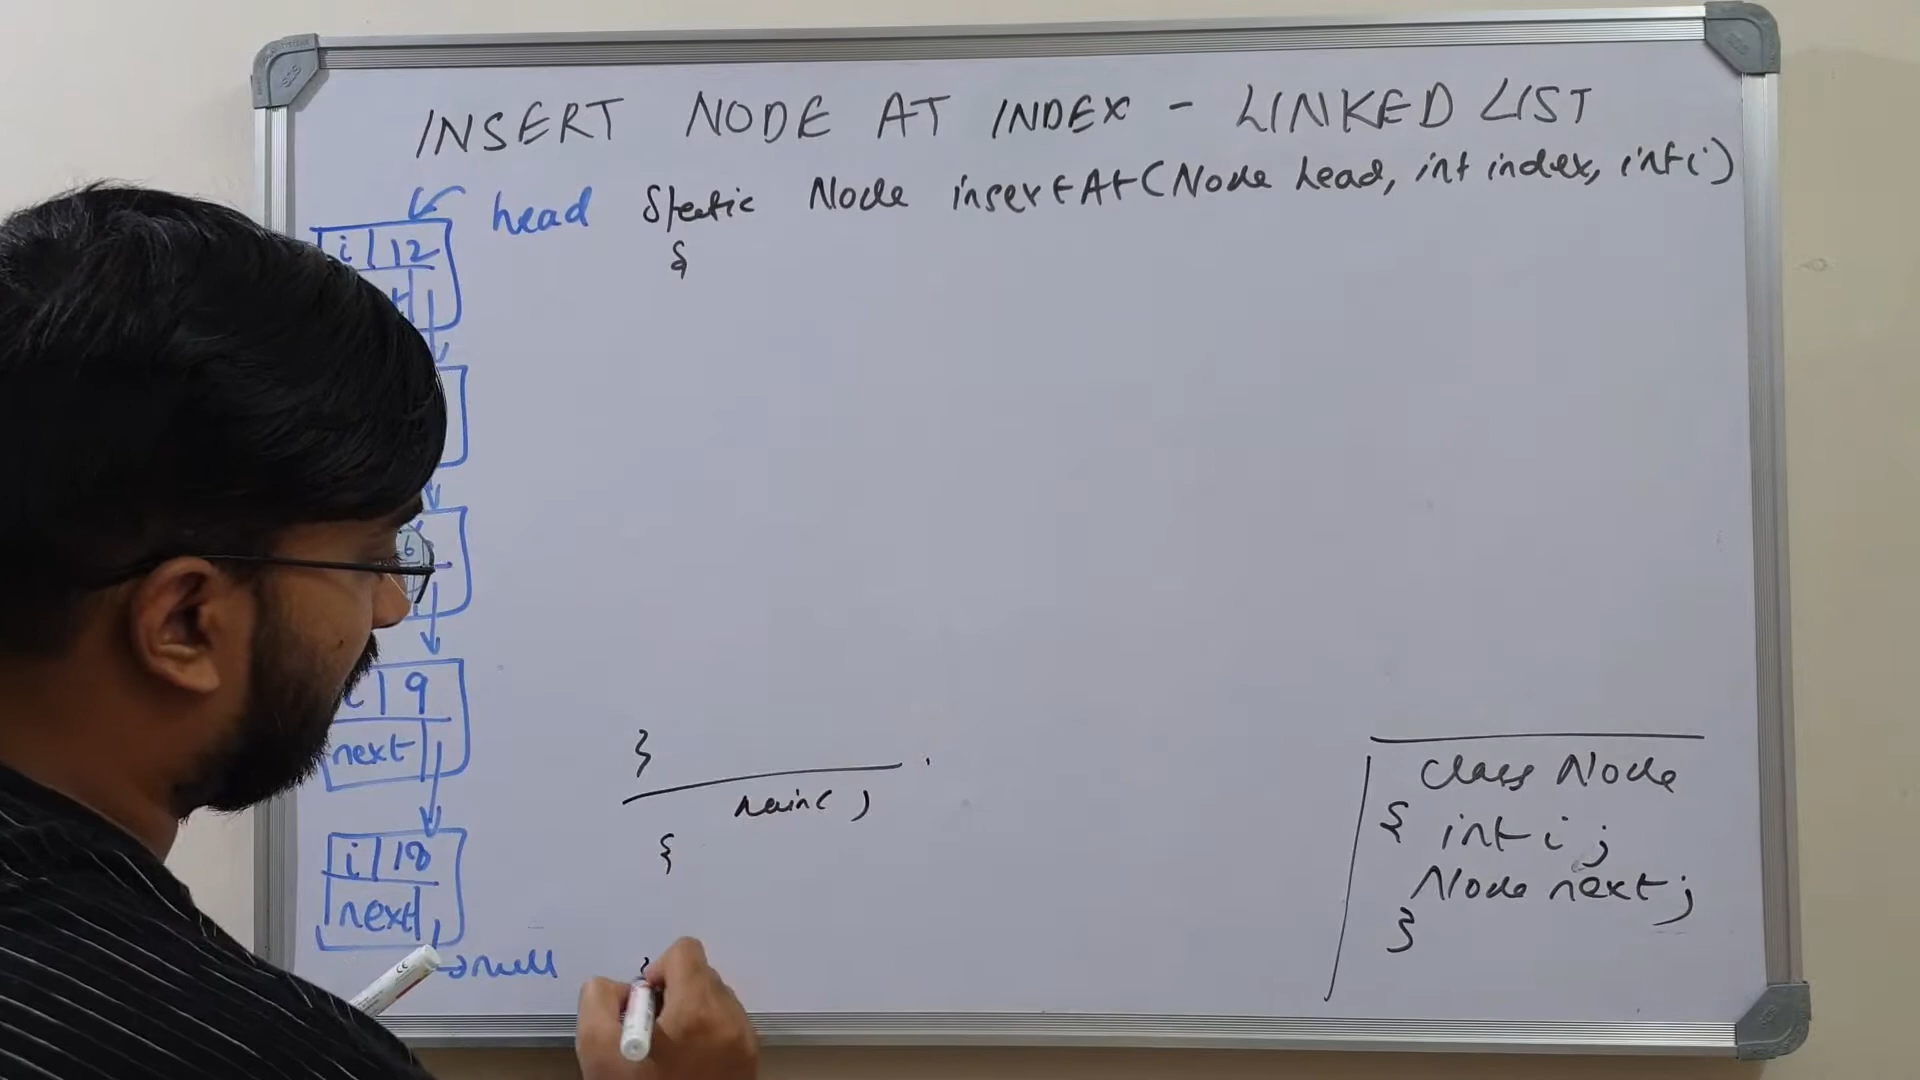 INSERT NODE AT INDEX - LINKED LIST
head
Static Node insertAt(Node head, int index, int i)
{
}
main( )
{
i | 12
6
i | 9
next
i | 18
next
null
class Node
{ int i ;
Node next ;
}